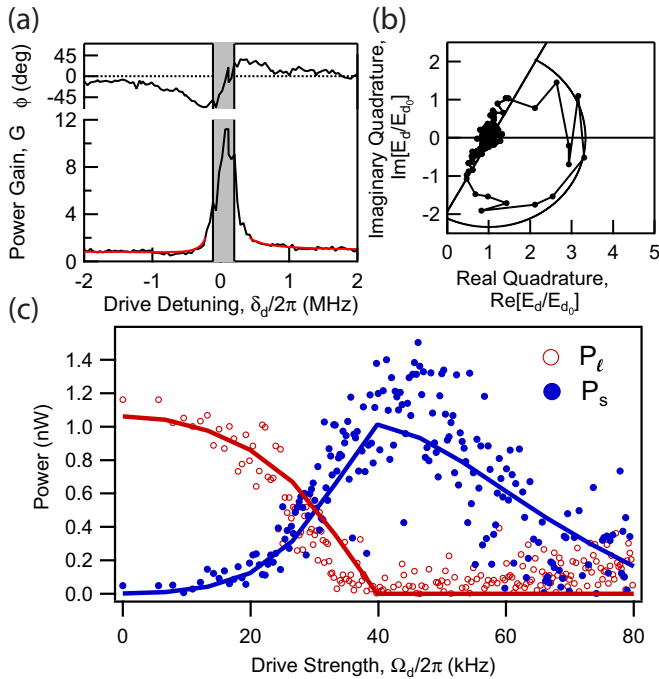 (a)
(b)
ϕ (deg)
45
0
-45
Power Gain, G
12
8
4
0
-2
-1
0
1
2
Drive Detuning, δd/2π (MHz)
Imaginary Quadrature,
Im[Ed/Ed0]
2
1
0
-1
-2
0
1
2
3
4
5
Real Quadrature,
Re[Ed/Ed0]
(c)
Power (nW)
1.4
1.2
1.0
0.8
0.6
0.4
0.2
0.0
Pℓ
Ps
0
20
40
60
80
Drive Strength, Ωd/2π (kHz)